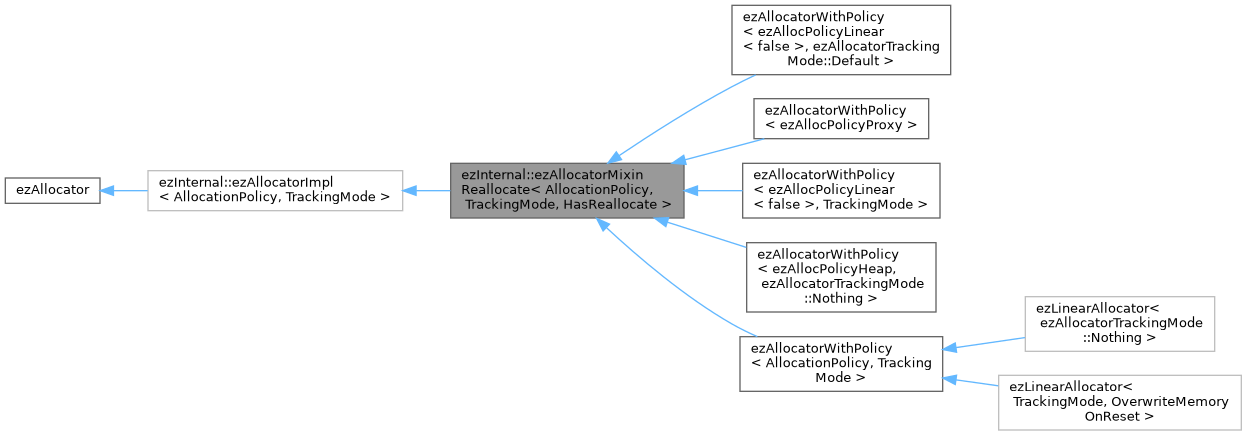 ezAllocator
ezInternal::ezAllocatorImpl
< AllocationPolicy, TrackingMode >
ezInternal::ezAllocatorMixin
Reallocate< AllocationPolicy,
TrackingMode, HasReallocate >
ezAllocatorWithPolicy
< ezAllocPolicyLinear
< false >, ezAllocatorTracking
Mode::Default >
ezAllocatorWithPolicy
< ezAllocPolicyProxy >
ezAllocatorWithPolicy
< ezAllocPolicyLinear
< false >, TrackingMode >
ezAllocatorWithPolicy
< ezAllocPolicyHeap,
ezAllocatorTrackingMode
::Nothing >
ezAllocatorWithPolicy
< AllocationPolicy, Tracking
Mode >
ezLinearAllocator<
ezAllocatorTrackingMode
::Nothing >
ezLinearAllocator<
TrackingMode, OverwriteMemory
OnReset >